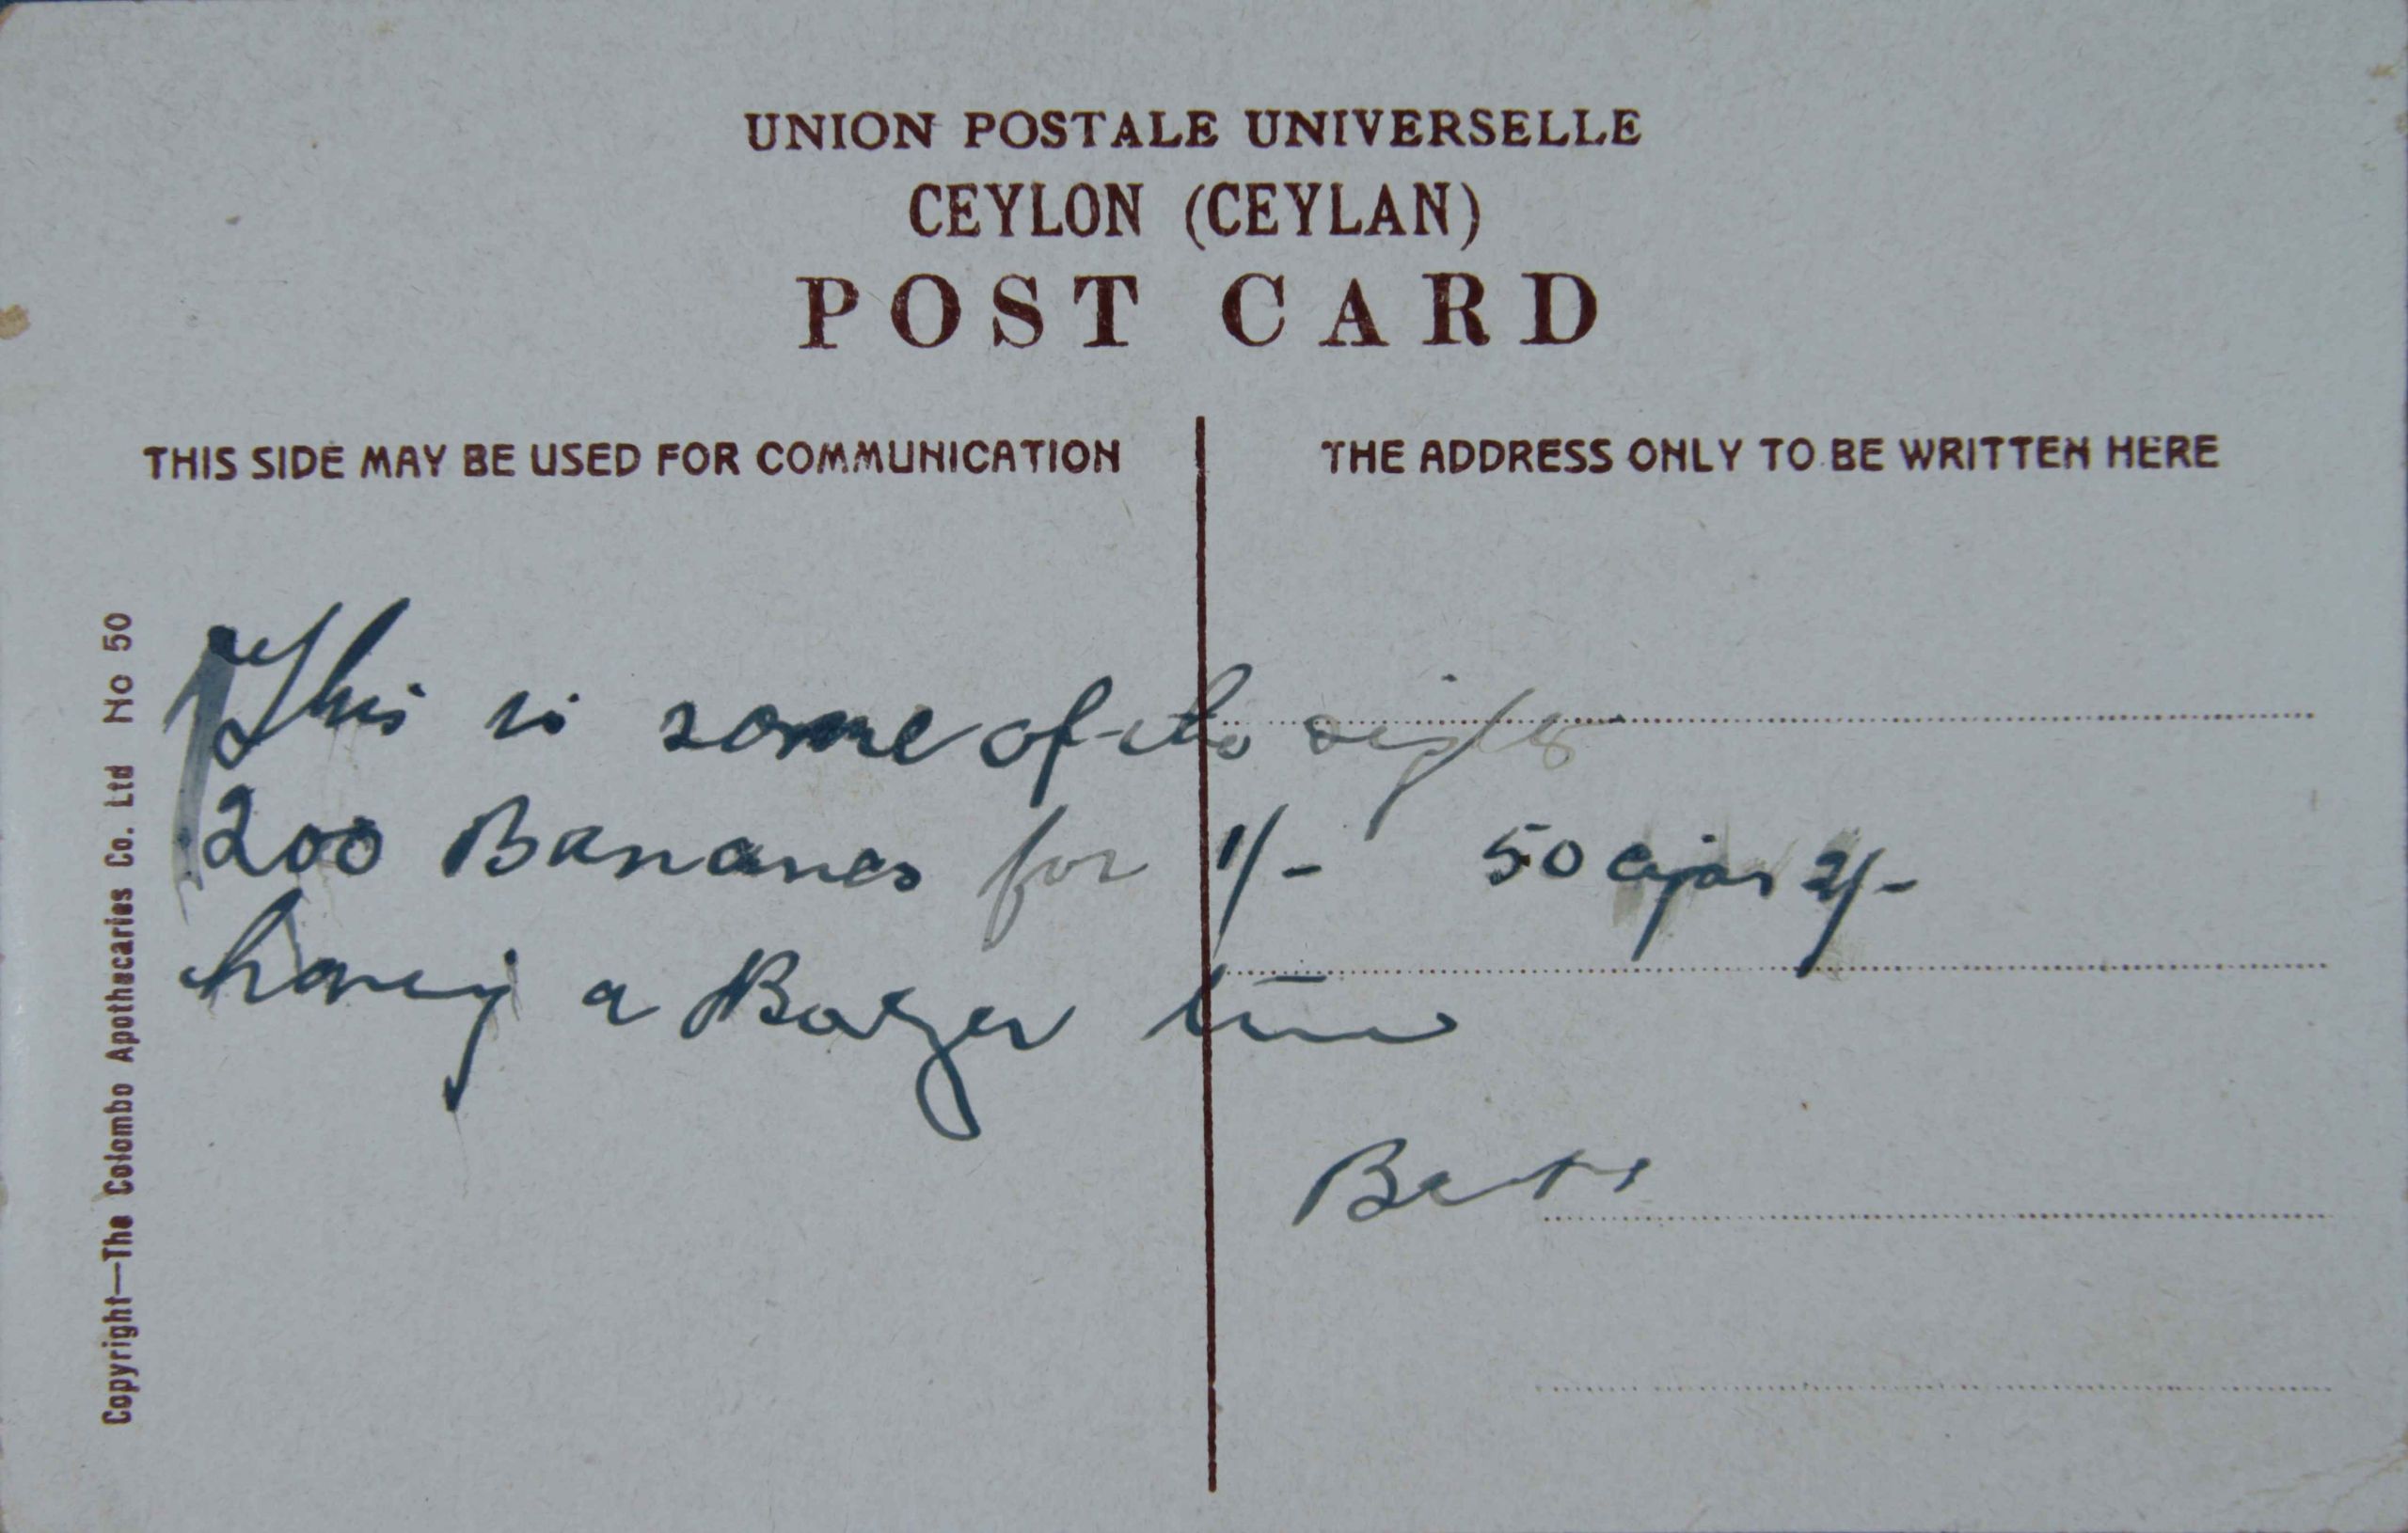 UNION POSTALE UNIVERSELLE
CEYLON (CEYLAN)
POST CARD
THIS SIDE MAY BE USED FOR COMMUNICATION
THE ADDRESS ONLY TO BE WRITTEN HERE
This is some of the sights
200 Bananas for 1/- 50 cigars 2/-
having a time
Copyright—The Colombo Apothecaries Co. Ltd No 50